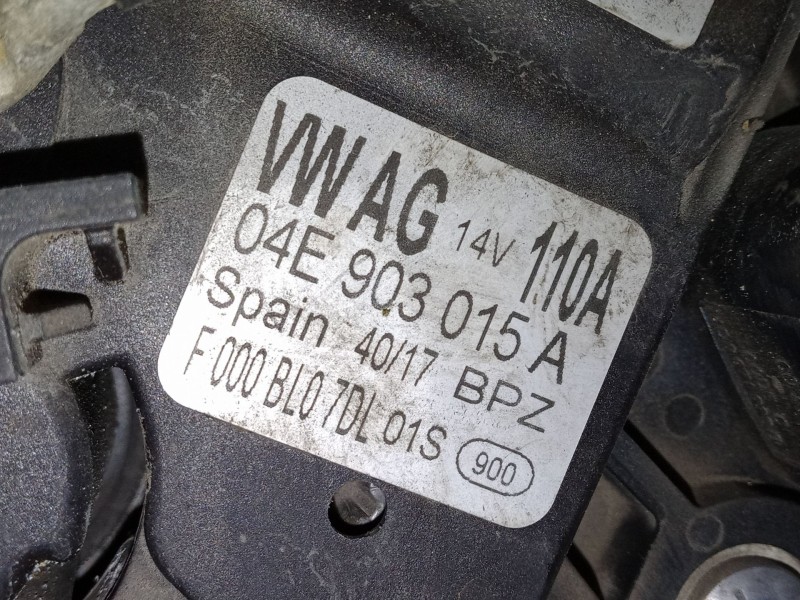 VW AG 14V 110A
04E 903 015 A
Spain 40/17 BPZ
F 000 BL0 7DL 01S 900